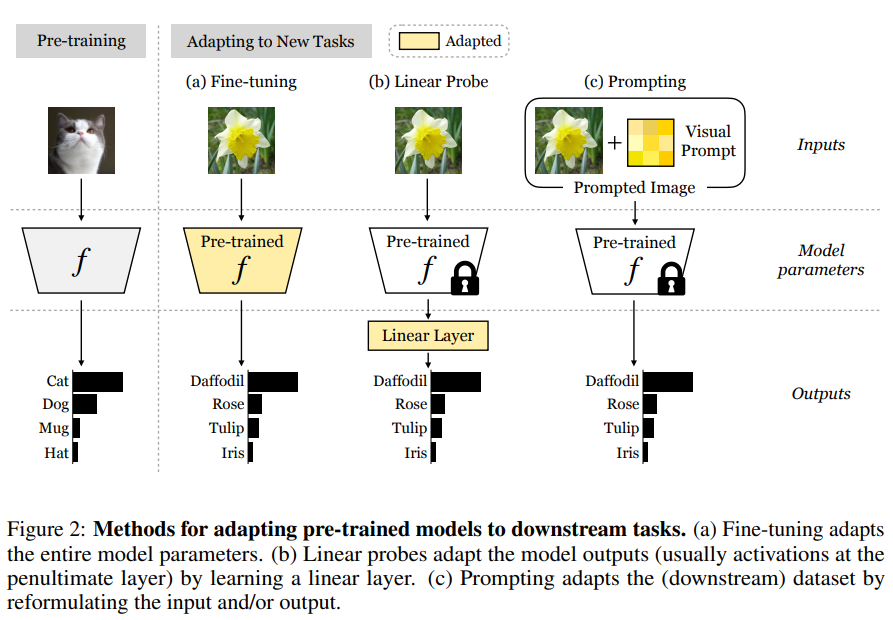 Pre-training
Adapting to New Tasks
Adapted
(a) Fine-tuning
(b) Linear Probe
(c) Prompting
+
Visual
Prompt
Prompted Image
Inputs
f
Pre-trained
f
Pre-trained
f
Pre-trained
f
Model
parameters
Linear Layer
Cat
Dog
Mug
Hat
Daffodil
Rose
Tulip
Iris
Daffodil
Rose
Tulip
Iris
Daffodil
Rose
Tulip
Iris
Outputs
Figure 2: Methods for adapting pre-trained models to downstream tasks. (a) Fine-tuning adapts
the entire model parameters. (b) Linear probes adapt the model outputs (usually activations at the
penultimate layer) by learning a linear layer. (c) Prompting adapts the (downstream) dataset by
reformulating the input and/or output.